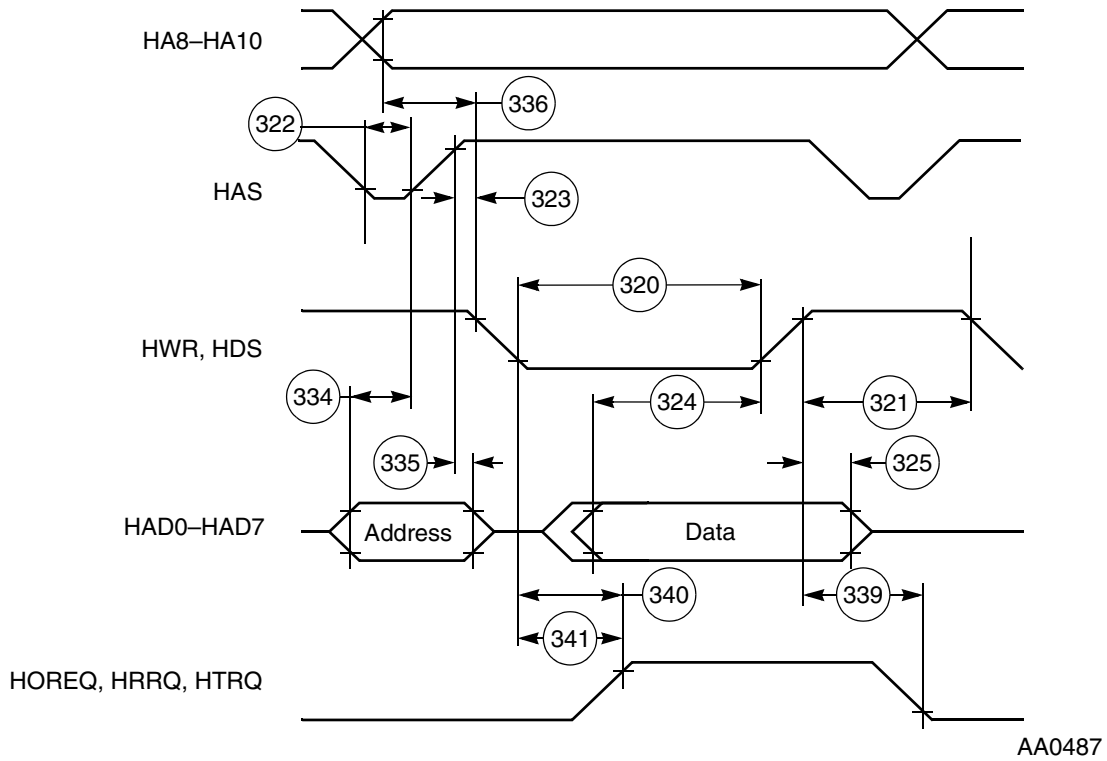 HA8–HA10
336
322
HAS
323
320
HWR, HDS
334
324
321
335
325
HAD0–HAD7
Address
Data
340
339
341
HOREQ, HRRQ, HTRQ
AA0487